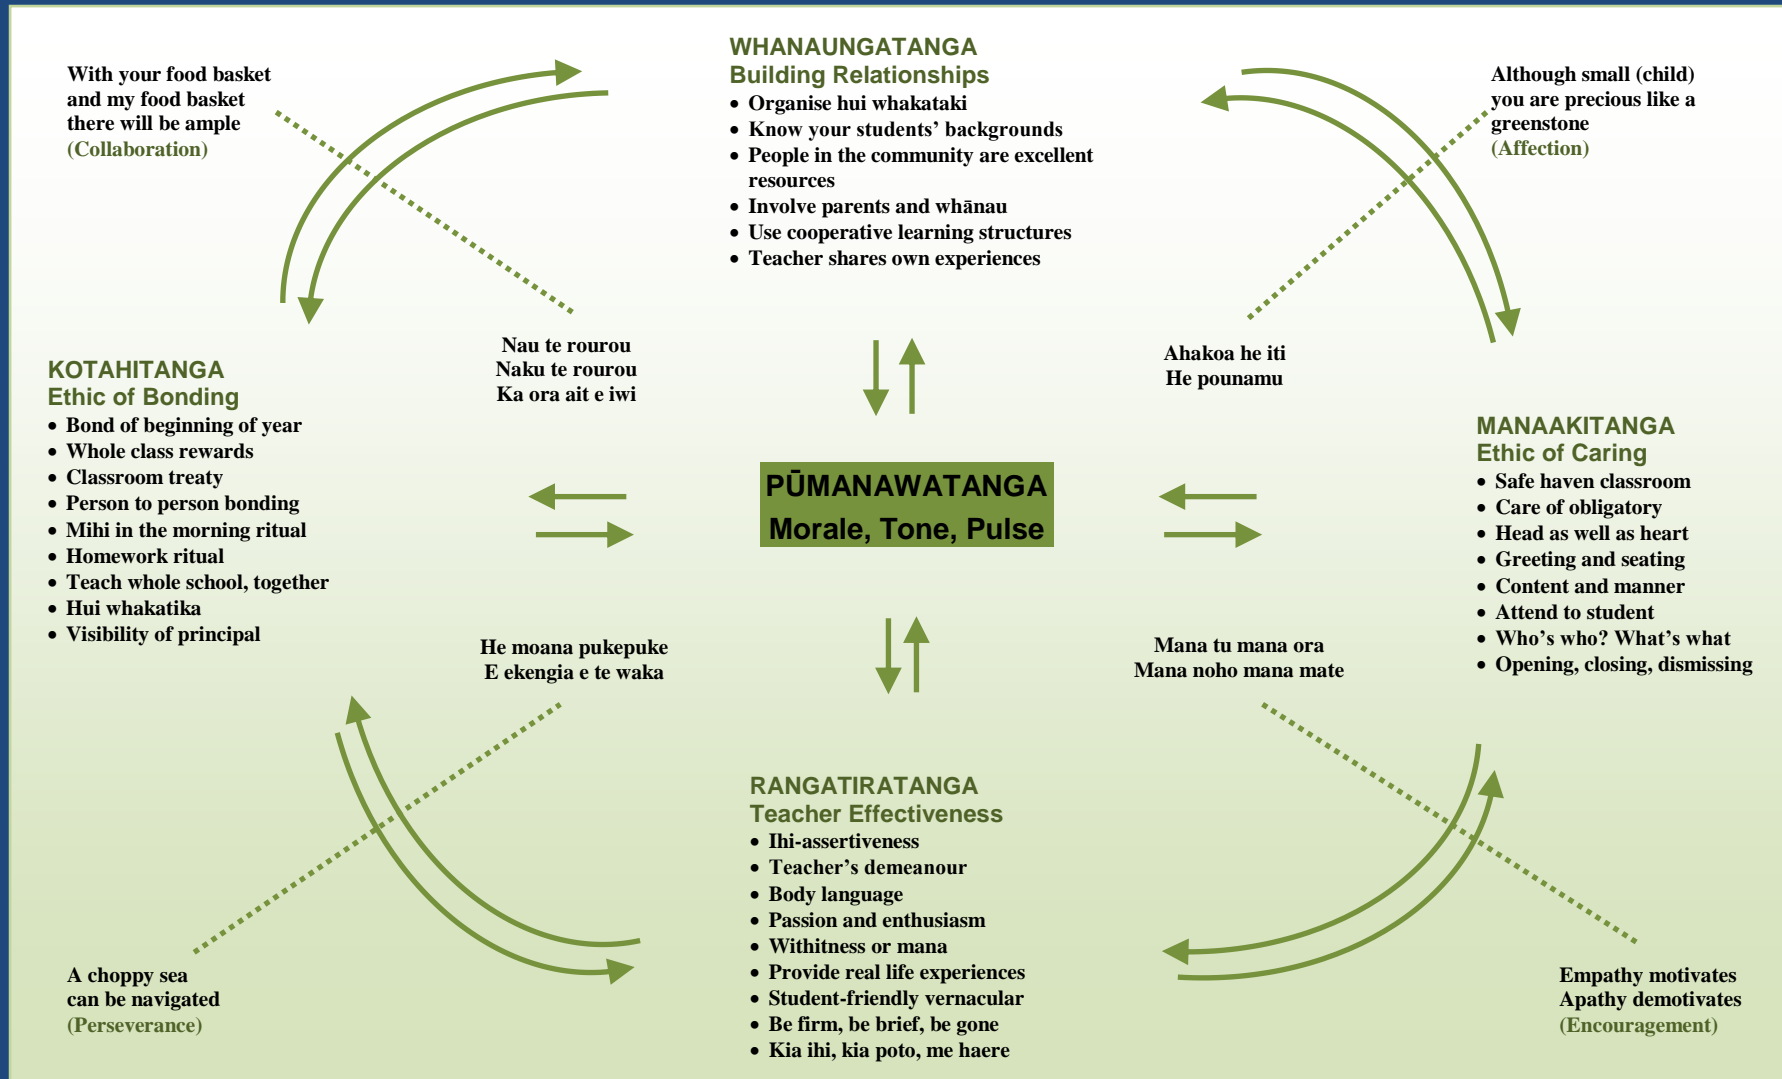 With your food basket
and my food basket
there will be ample
(Collaboration)
WHANAUNGATANGA
Building Relationships
• Organise hui whakataki
• Know your students’ backgrounds
• People in the community are excellent
resources
• Involve parents and whānau
• Use cooperative learning structures
• Teacher shares own experiences
Although small (child)
you are precious like a
greenstone
(Affection)
Nau te rourou
Naku te rourou
Ka ora ait e iwi
Ahakoa he iti
He pounamu
KOTAHITANGA
Ethic of Bonding
• Bond of beginning of year
• Whole class rewards
• Classroom treaty
• Person to person bonding
• Mihi in the morning ritual
• Homework ritual
• Teach whole school, together
• Hui whakatika
• Visibility of principal
PŪMANAWATANGA
Morale, Tone, Pulse
MANAAKITANGA
Ethic of Caring
• Safe haven classroom
• Care of obligatory
• Head as well as heart
• Greeting and seating
• Content and manner
• Attend to student
• Who’s who? What’s what
• Opening, closing, dismissing
He moana pukepuke
E ekengia e te waka
Mana tu mana ora
Mana noho mana mate
RANGATIRATANGA
Teacher Effectiveness
• Ihi-assertiveness
• Teacher’s demeanour
• Body language
• Passion and enthusiasm
• Withitness or mana
• Provide real life experiences
• Student-friendly vernacular
• Be firm, be brief, be gone
• Kia ihi, kia poto, me haere
A choppy sea
can be navigated
(Perseverance)
Empathy motivates
Apathy demotivates
(Encouragement)